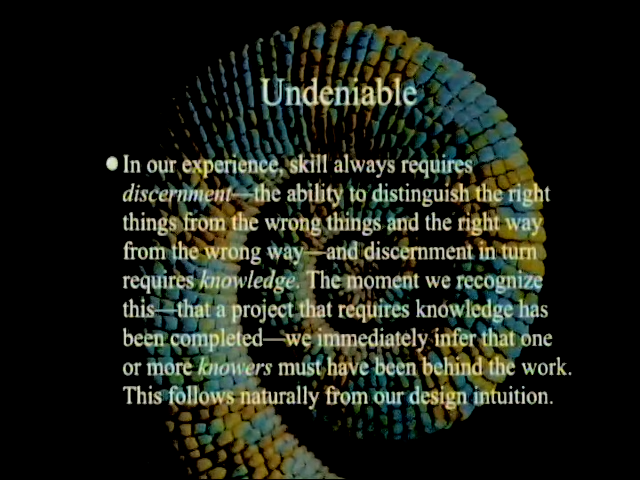 Undeniable
In our experience, skill always requires
discernment—the ability to distinguish the right
things from the wrong things and the right way
from the wrong way—and discernment in turn
requires knowledge. The moment we recognize
this—that a project that requires knowledge has
been completed—we immediately infer that one
or more knowers must have been behind the work.
This follows naturally from our design intuition.